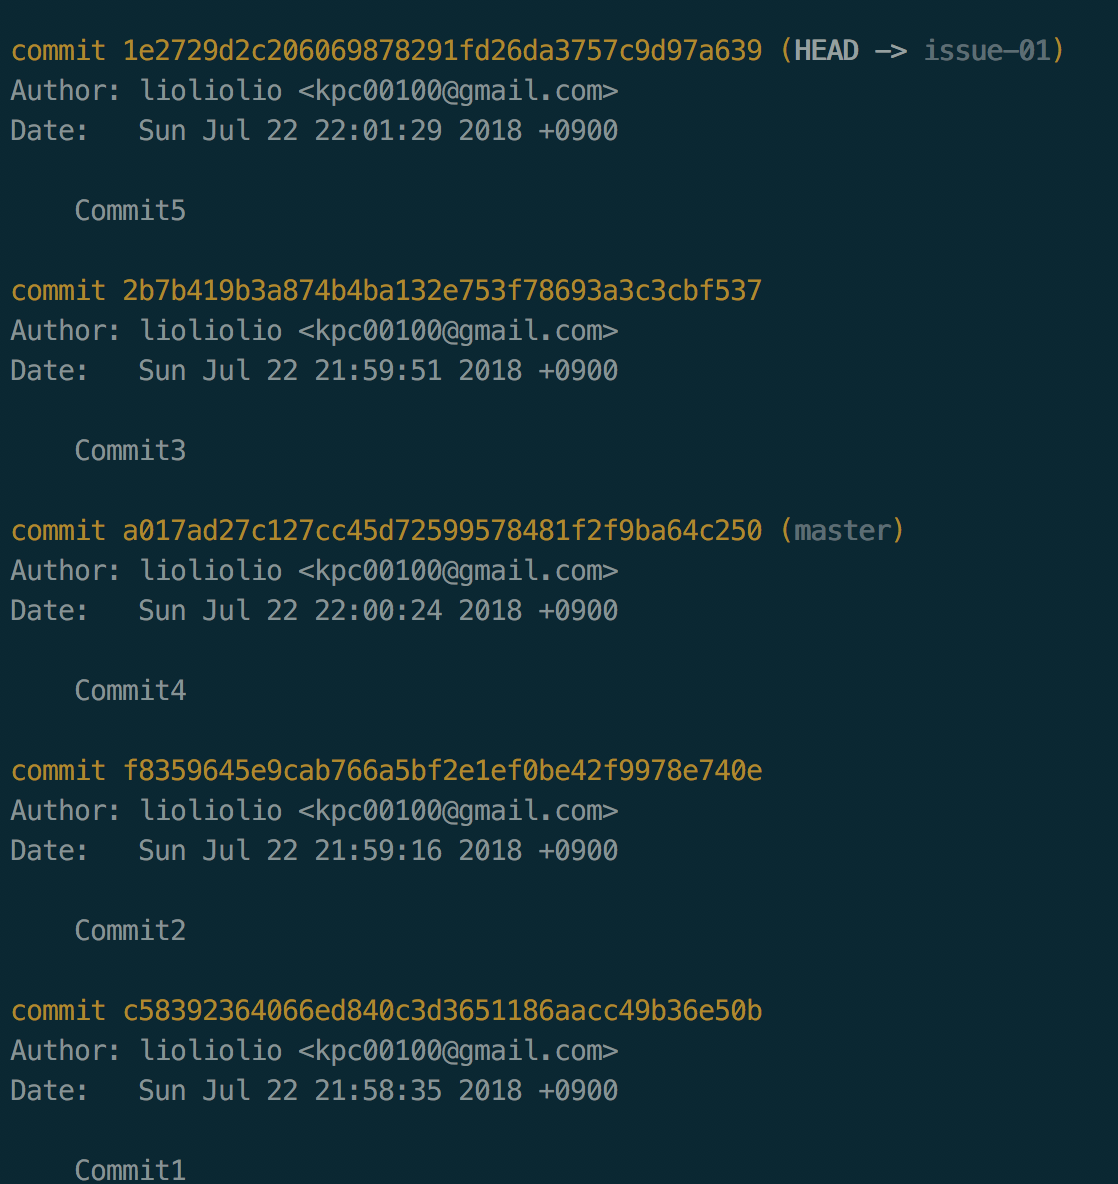 commit 1e2729d2c206069878291fd26da3757c9d97a639 (HEAD -> issue-01)
Author: lioliolio <kpc00100@gmail.com>
Date:   Sun Jul 22 22:01:29 2018 +0900
Commit5
commit 2b7b419b3a874b4ba132e753f78693a3c3cbf537
Author: lioliolio <kpc00100@gmail.com>
Date:   Sun Jul 22 21:59:51 2018 +0900
Commit3
commit a017ad27c127cc45d72599578481f2f9ba64c250 (master)
Author: lioliolio <kpc00100@gmail.com>
Date:   Sun Jul 22 22:00:24 2018 +0900
Commit4
commit f8359645e9cab766a5bf2e1ef0be42f9978e740e
Author: lioliolio <kpc00100@gmail.com>
Date:   Sun Jul 22 21:59:16 2018 +0900
Commit2
commit c58392364066ed840c3d3651186aacc49b36e50b
Author: lioliolio <kpc00100@gmail.com>
Date:   Sun Jul 22 21:58:35 2018 +0900
Commit1